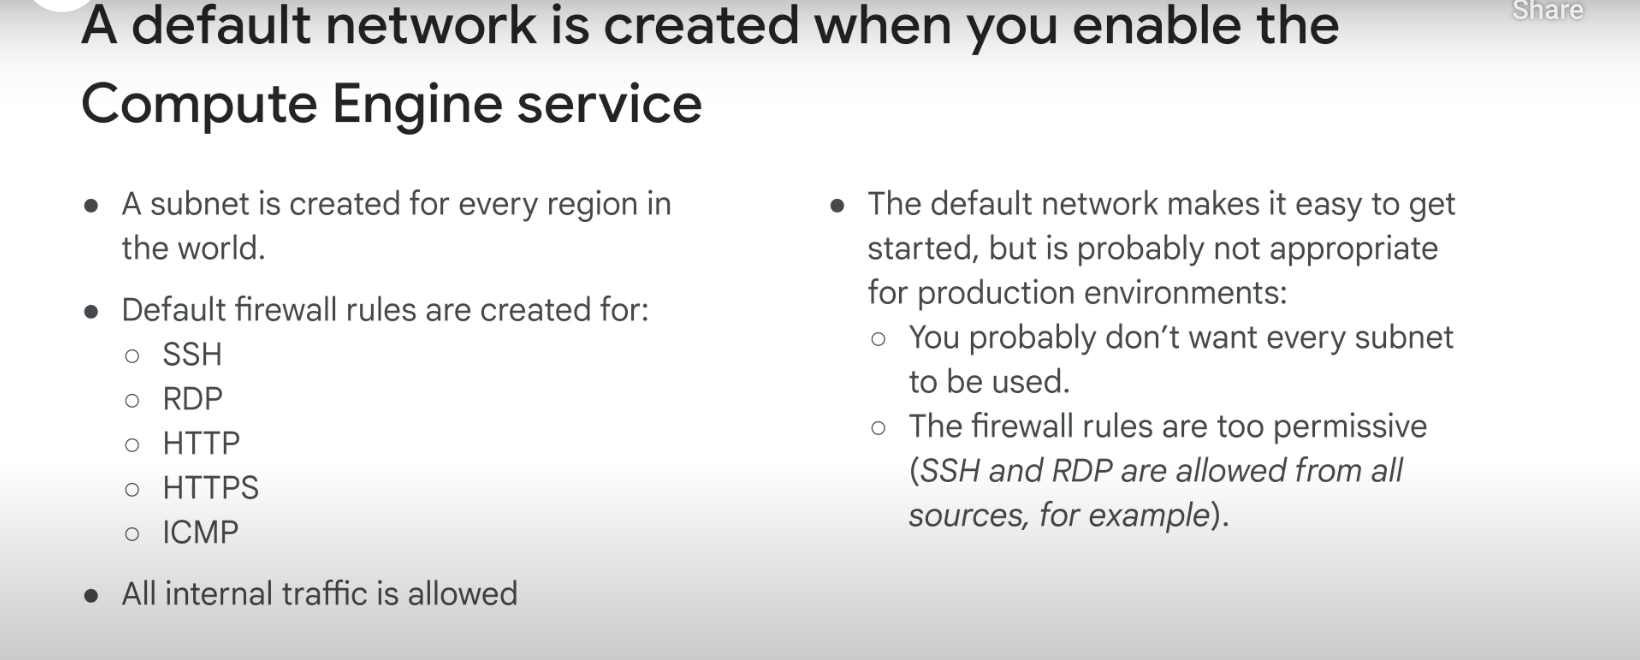 Share
A default network is created when you enable the
Compute Engine service
● A subnet is created for every region in
the world.
● Default firewall rules are created for:
○ SSH
○ RDP
○ HTTP
○ HTTPS
○ ICMP
● All internal traffic is allowed
● The default network makes it easy to get
started, but is probably not appropriate
for production environments:
○ You probably don’t want every subnet
to be used.
○ The firewall rules are too permissive
(SSH and RDP are allowed from all
sources, for example).